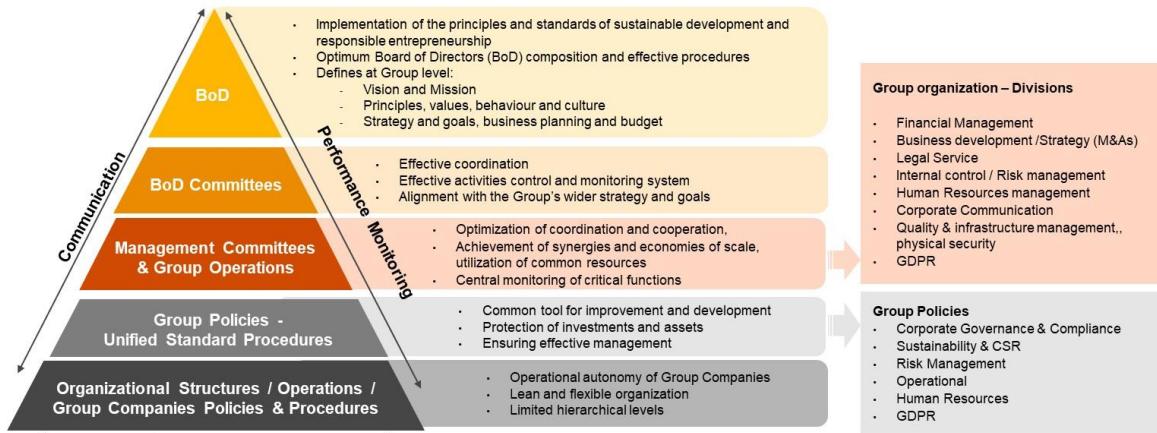 BoD
• Implementation of the principles and standards of sustainable development and
responsible entrepreneurship
• Optimum Board of Directors (BoD) composition and effective procedures
• Defines at Group level:
- Vision and Mission
- Principles, values, behaviour and culture
- Strategy and goals, business planning and budget
Communication
Performance Monitoring
BoD Committees
• Effective coordination
• Effective activities control and monitoring system
• Alignment with the Group's wider strategy and goals
Management Committees
& Group Operations
• Optimization of coordination and cooperation,
• Achievement of synergies and economies of scale,
utilization of common resources
• Central monitoring of critical functions
Group Policies -
Unified Standard Procedures
• Common tool for improvement and development
• Protection of investments and assets
• Ensuring effective management
Organizational Structures / Operations /
Group Companies Policies & Procedures
• Operational autonomy of Group Companies
• Lean and flexible organization
• Limited hierarchical levels
Group organization – Divisions
• Financial Management
• Business development /Strategy (M&As)
• Legal Service
• Internal control / Risk management
• Human Resources management
• Corporate Communication
• Quality & infrastructure management,,
physical security
• GDPR
Group Policies
• Corporate Governance & Compliance
• Sustainability & CSR
• Risk Management
• Operational
• Human Resources
• GDPR